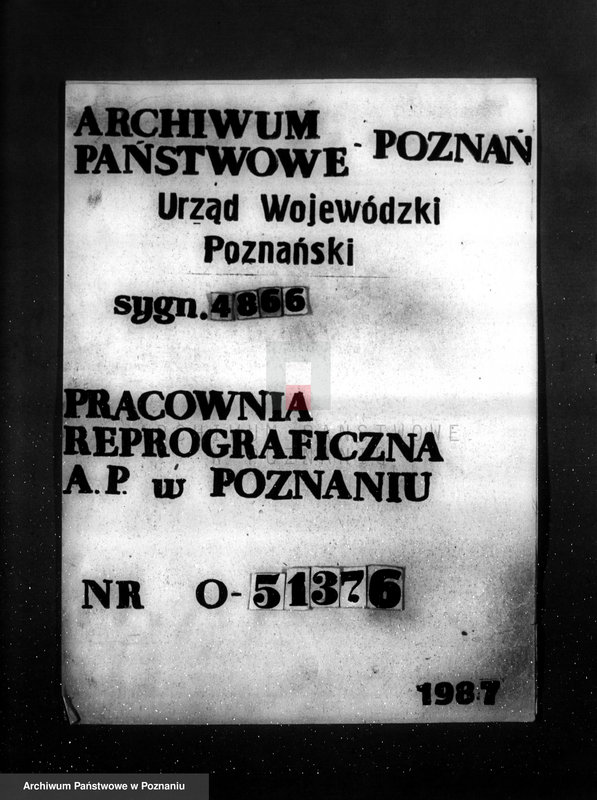 ARCHIWUM
PAŃSTWOWE - POZNAŃ
Urząd Wojewódzki
Poznański
sygn. 4866
PRACOWNIA
REPROGRAFICZNA
A.P. w POZNANIU
NR O-51376
1987
Archiwum Państwowe w Poznaniu